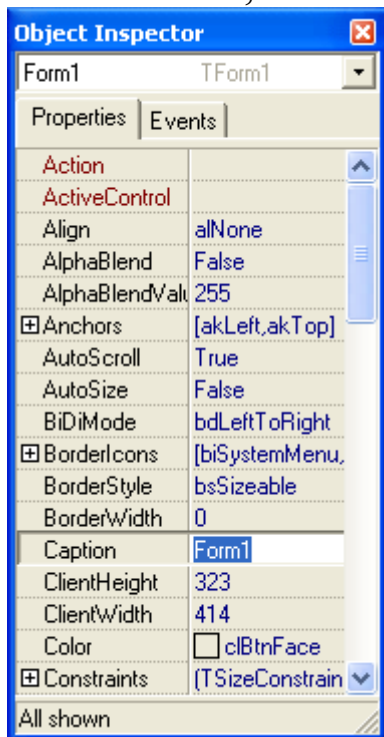 Object Inspector
Form1 TForm1
Properties Events
Action
ActiveControl
Align alNone
AlphaBlend False
AlphaBlendValu 255
Anchors [akLeft,akTop]
AutoScroll True
AutoSize False
BiDiMode bdLeftToRight
BorderIcons [biSystemMenu,
BorderStyle bsSizeable
BorderWidth 0
Caption Form1
ClientHeight 323
ClientWidth 414
Color clBtnFace
Constraints (TSizeConstrain
All shown